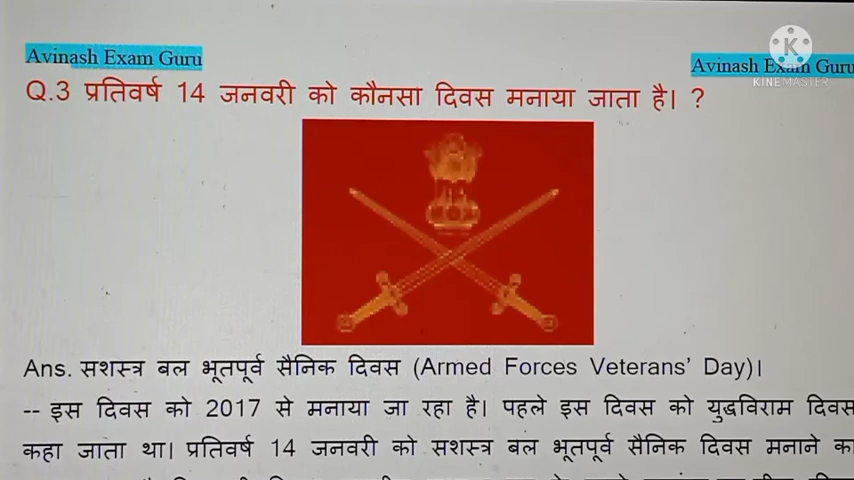 Avinash Exam Guru
Avinash Exam Guru
KINEMASTER
Q.3 प्रतिवर्ष 14 जनवरी को कौनसा दिवस मनाया जाता है। ?
Ans. सशस्त्र बल भूतपूर्व सैनिक दिवस (Armed Forces Veterans' Day)।
-- इस दिवस को 2017 से मनाया जा रहा है। पहले इस दिवस को युद्धविराम दिवस
कहा जाता था। प्रतिवर्ष 14 जनवरी को सशस्त्र बल भूतपूर्व सैनिक दिवस मनाने का